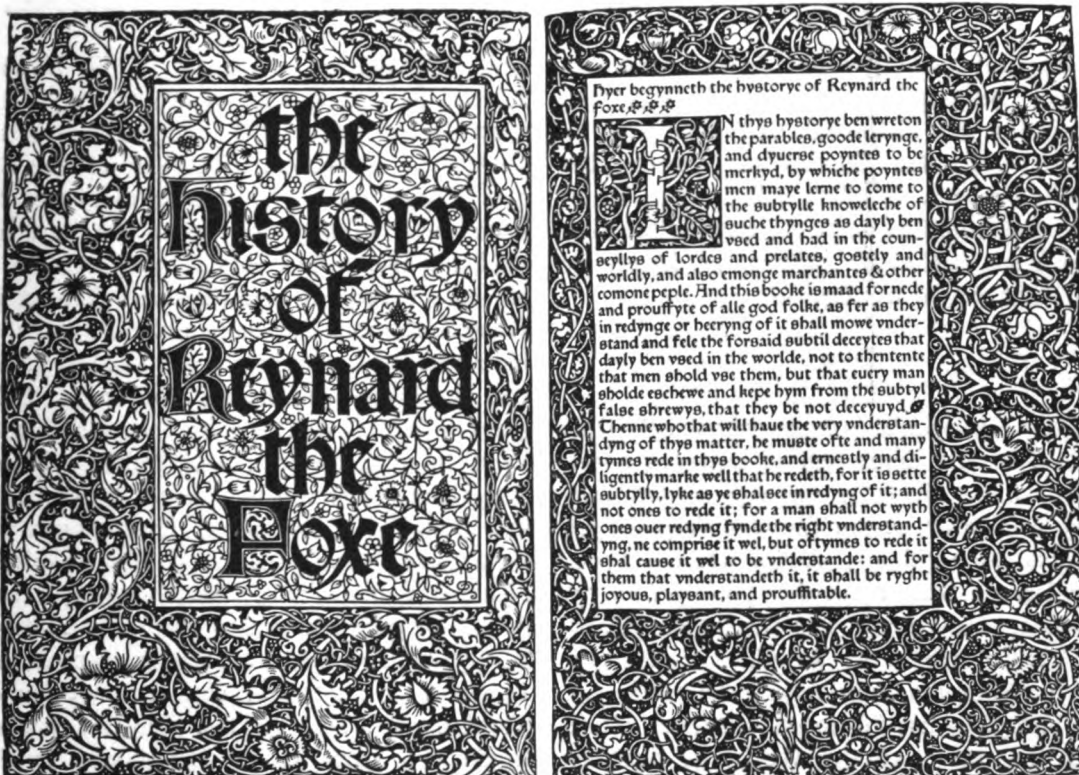 the
history
of
Reynard
the
Foxe
hyer begynneth the hystorye of Reynard the
foxe
IN thys hystorye ben wreton
the parables, goode lerynge,
and dyuerse poyntes to be
merkyd, by whiche poyntes
men maye lerne to come to
the subtylle knoweleche of
suche thynges as dayly ben
vsed and had in the coun-
seyllys of lordes and prelates, gostely and
worldly, and also emonge marchantes & other
comone peple. And this booke is maad for nede
and prouffyte of alle god folke, as fer as they
in redynge or heeryng of it shall mowe vnder-
stand and fele the forsaid subtil deceytes that
dayly ben vsed in the worlde, not to thentente
that men shold vse them, but that euery man
sholde eschewe and kepe hym from the subtyl
false shrewys, that they be not deceyuyd
Thenne who that will haue the very vnderstan-
dyng of thys matter, he muste ofte and many
tymes rede in thys booke, and ernestly and di-
ligently marke well that he redeth, for it is sette
subtylly, lyke as ye shal see in redyng of it; and
not ones to rede it; for a man shall not wyth
ones ouer redyng fynde the right vnderstand-
yng, ne comprise it wel, but oftymes to rede it
shal cause it wel to be vnderstande: and for
them that vnderstandeth it, it shall be ryght
joyous, playsant, and prouffitable.